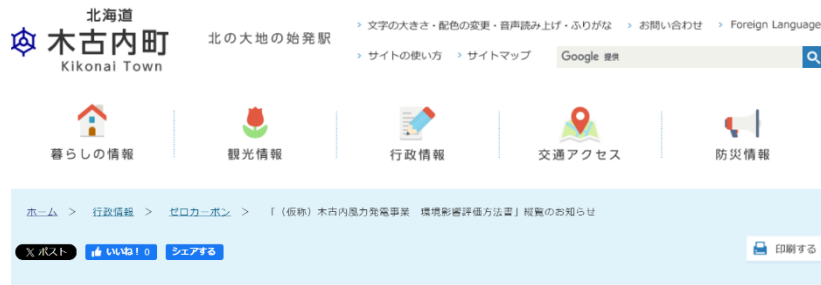 北海道
木古内町
Kikonai Town
北の大地の始発駅
> 文字の大きさ・配色の変更・音声読み上げ・ふりがな > お問い合わせ > Foreign Language
> サイトの使い方 > サイトマップ
Google 提供
暮らしの情報 観光情報 行政情報 交通アクセス 防災情報
ホーム > 行政情報 > ゼロカーボン > 「(仮称)木古内風力発電事業 環境影響評価方法書」縦覧のお知らせ
X ポスト いいね! 0 シェアする
印刷する